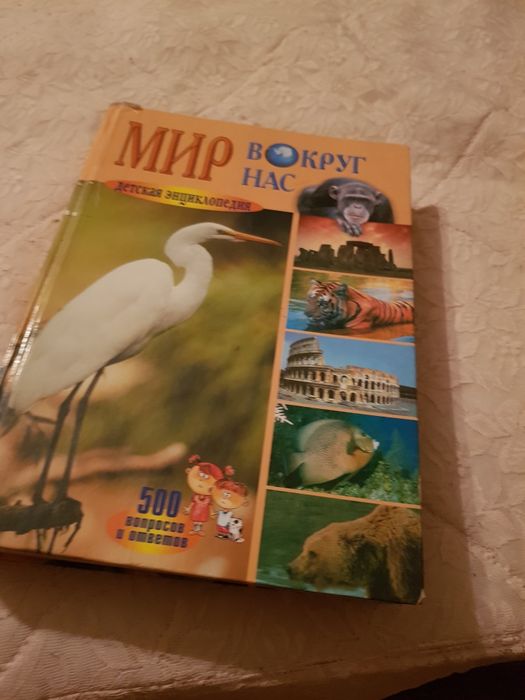 МИР ВОКРУГ
НАС
детская энциклопедия
500
вопросов
и ответов